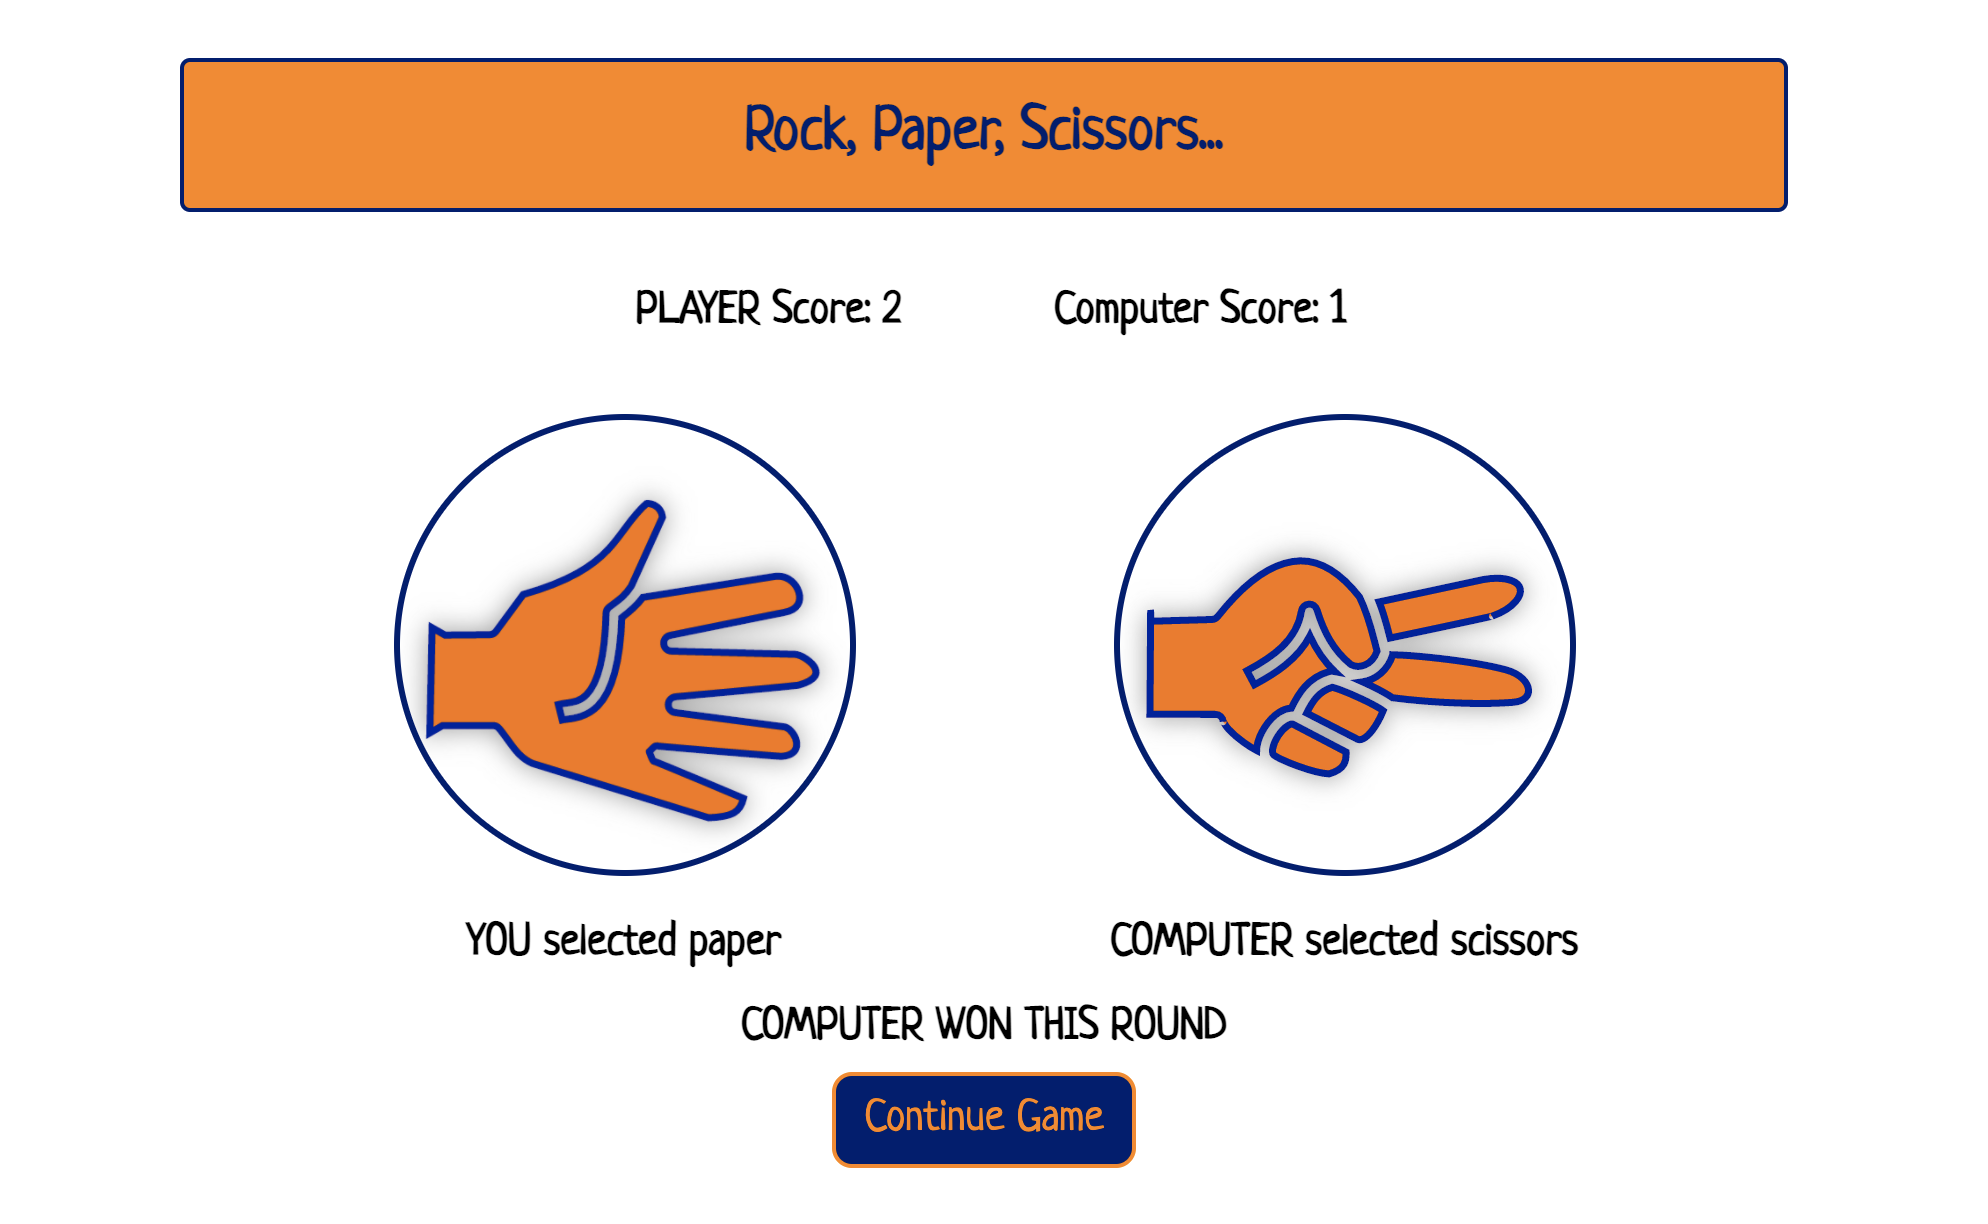 Rock, Paper, Scissors...
PLAYER Score: 2
Computer Score: 1
YOU selected paper
COMPUTER selected scissors
COMPUTER WON THIS ROUND
Continue Game